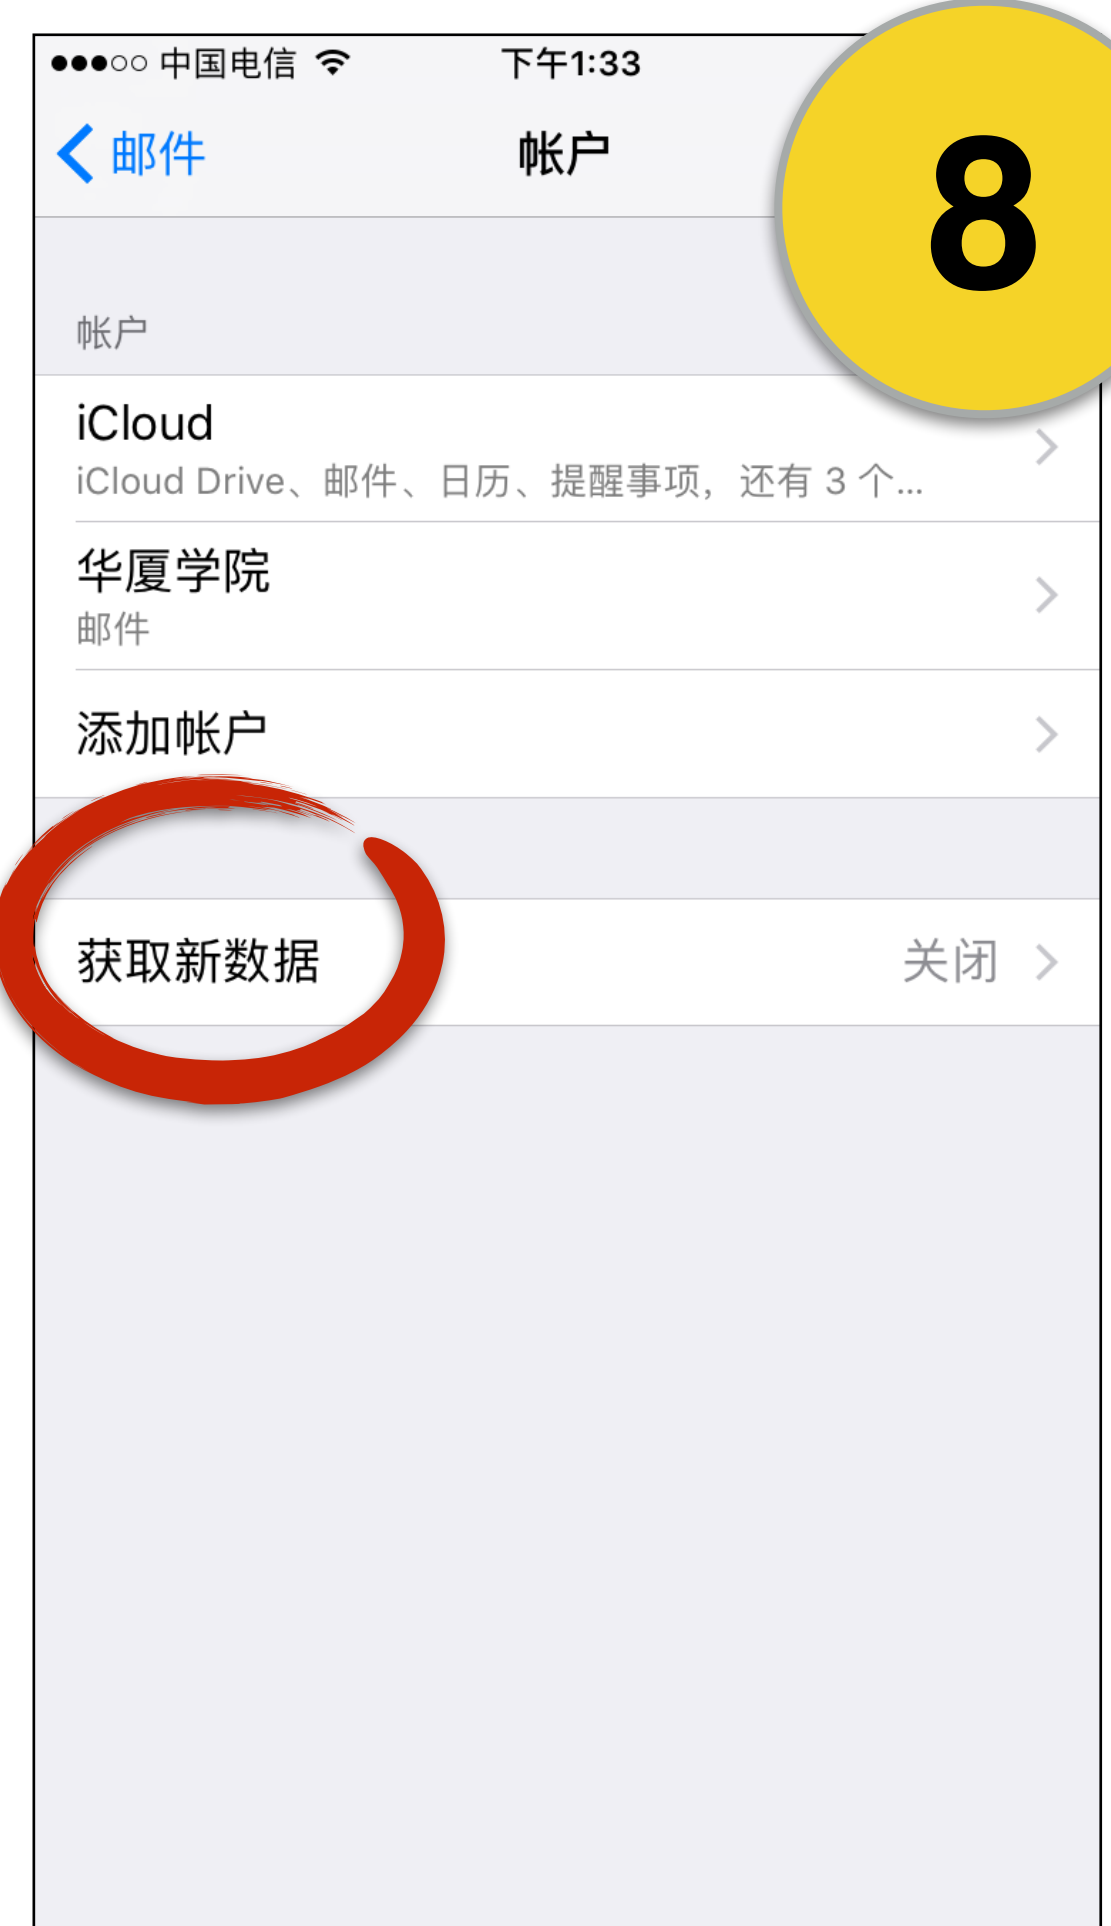 中国电信 下午1:33
邮件 帐户
8
帐户
iCloud
iCloud Drive、邮件、日历、提醒事项，还有 3 个...
华厦学院
邮件
添加帐户
获取新数据 关闭